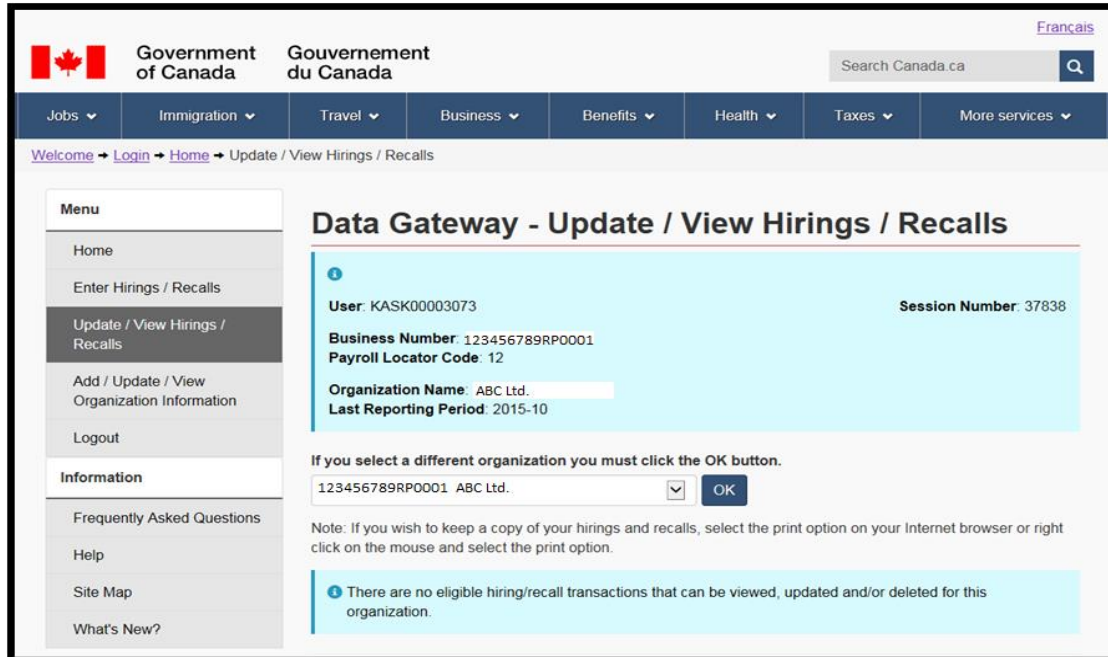 Français
Government of Canada
Gouvernement du Canada
Search Canada.ca
Jobs Immigration Travel Business Benefits Health Taxes More services
Welcome → Login → Home → Update / View Hirings / Recalls
Menu
Home
Enter Hirings / Recalls
Update / View Hirings /
Recalls
Add / Update / View
Organization Information
Logout
Information
Frequently Asked Questions
Help
Site Map
What's New?
Data Gateway - Update / View Hirings / Recalls
User: KASK00003073
Session Number: 37838
Business Number: 123456789RP0001
Payroll Locator Code: 12
Organization Name: ABC Ltd.
Last Reporting Period: 2015-10
If you select a different organization you must click the OK button.
123456789RP0001 ABC Ltd.
OK
Note: If you wish to keep a copy of your hirings and recalls, select the print option on your Internet browser or right
click on the mouse and select the print option.
There are no eligible hiring/recall transactions that can be viewed, updated and/or deleted for this
organization.